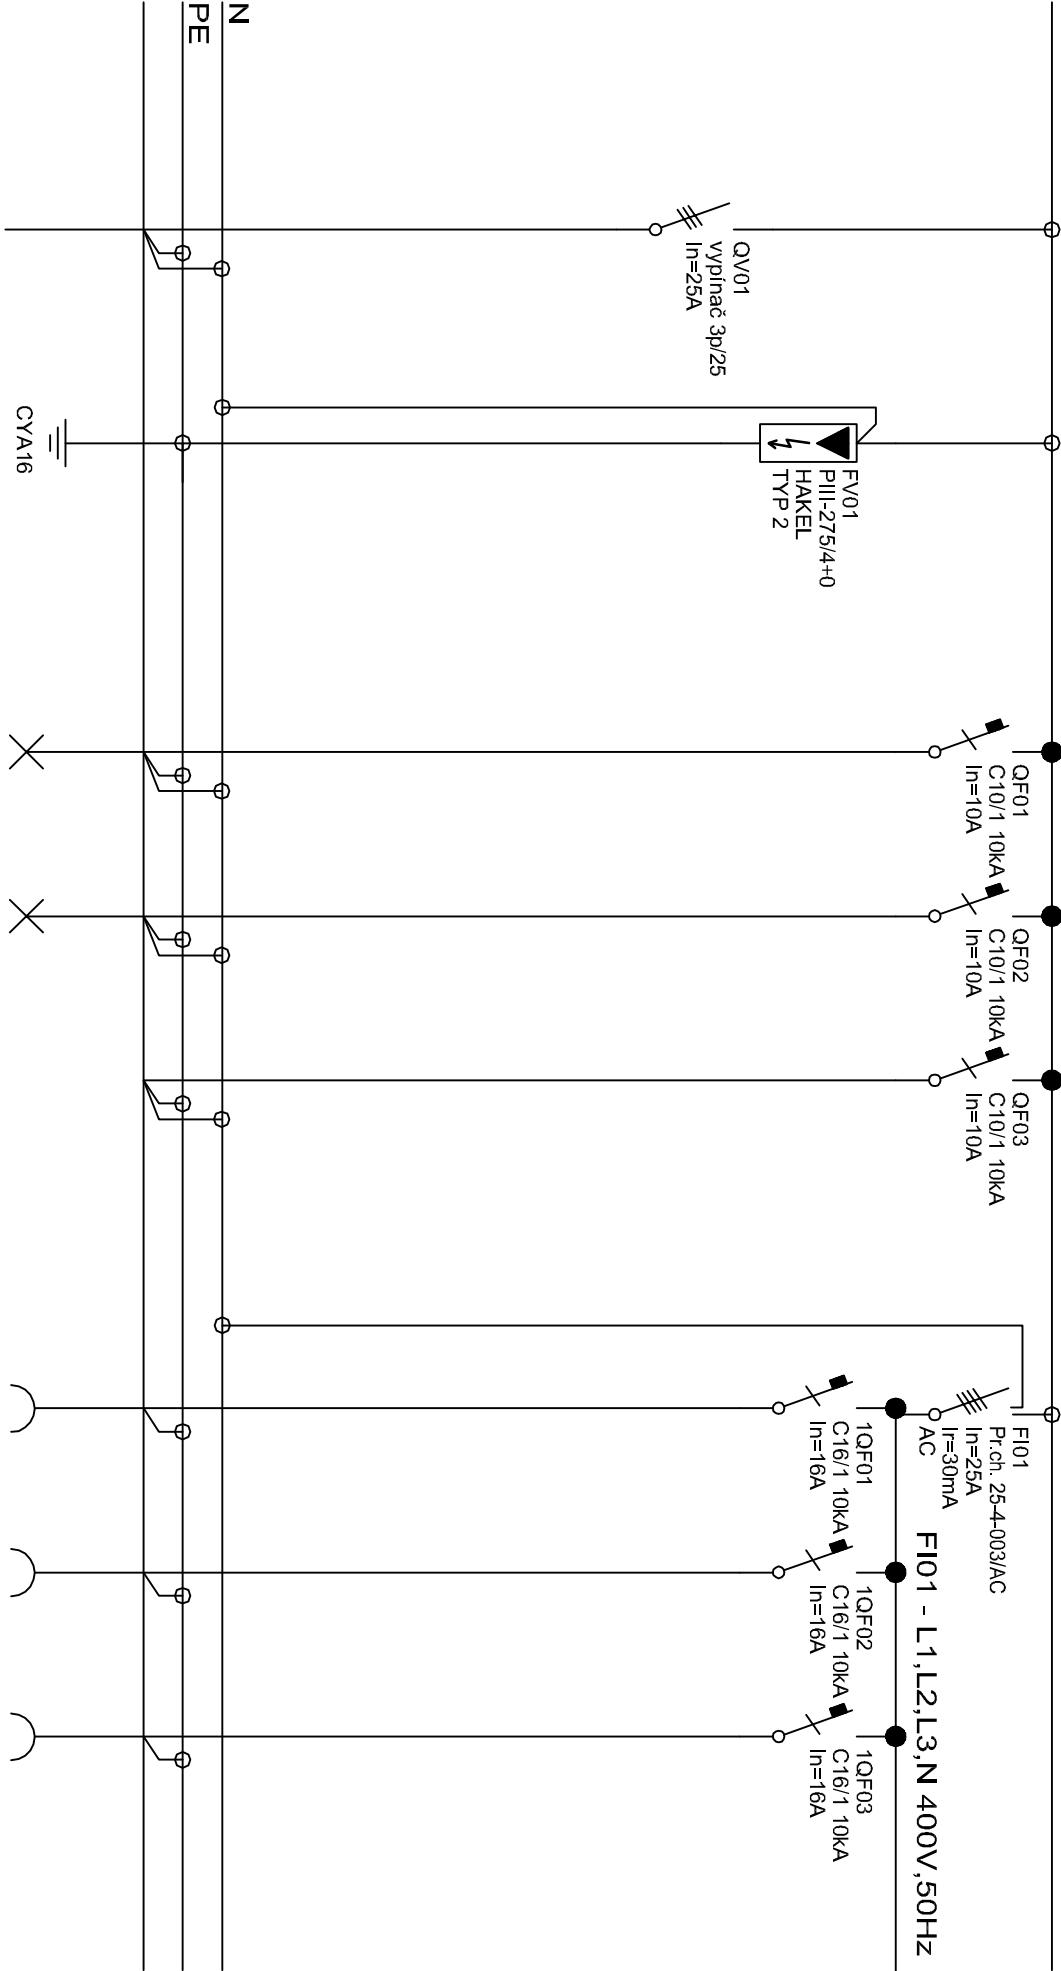 N
PE
QV01
vypínač 3p/25
In=25A
CYA16
FV01
PIII-275/4+0
HAKEL
TYP 2
QF01
C10/1 10kA
In=10A
QF02
C10/1 10kA
In=10A
QF03
C10/1 10kA
In=10A
FI01
Pr.ch. 25-4-003/AC
In=25A
Ir=30mA
AC
FI01 - L1,L2,L3,N 400V,50Hz
1QF01
C16/1 10kA
In=16A
1QF02
C16/1 10kA
In=16A
1QF03
C16/1 10kA
In=16A